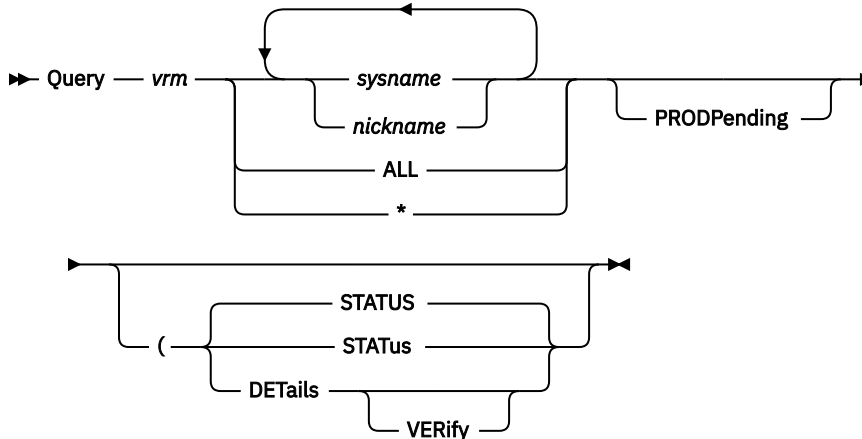 Query vrm sysname
nickname
PRODPending
ALL
*
STATUS
( STATus
DETails
VERify